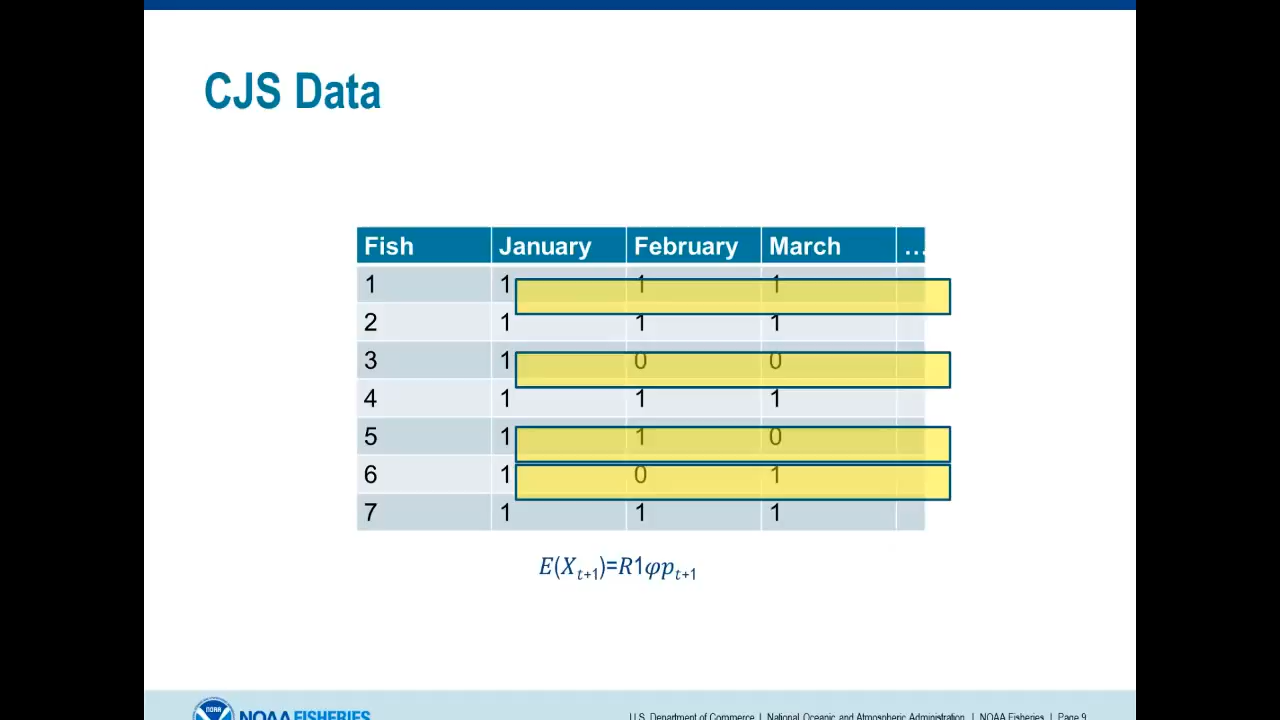 CJS Data
Fish January February March ...
1 1 1 1
2 1 1 1
3 1 0 0
4 1 1 1
5 1 1 0
6 1 0 1
7 1 1 1
E(Xₜ₊₁)=R1φpₜ₊₁
NOAA
NOAA FISHERIES
U.S. Department of Commerce | National Oceanic and Atmospheric Administration | NOAA Fisheries | Page 9